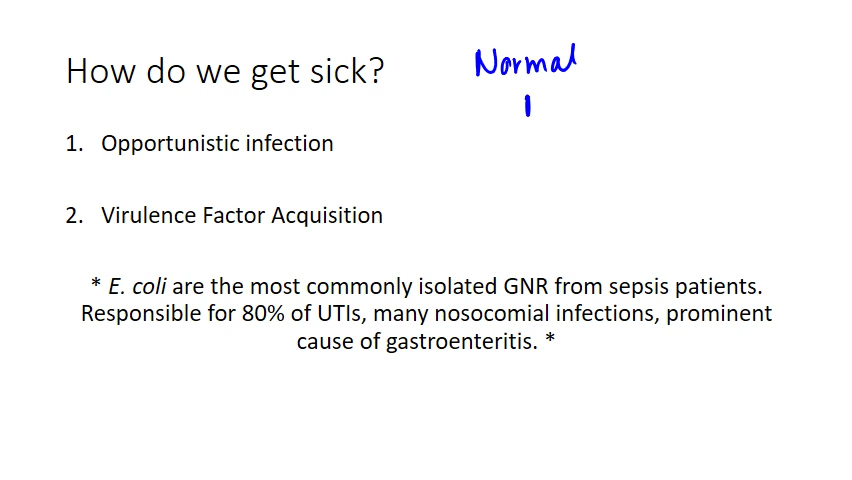 How do we get sick?
Normal
1. Opportunistic infection
2. Virulence Factor Acquisition
* E. coli are the most commonly isolated GNR from sepsis patients.
Responsible for 80% of UTIs, many nosocomial infections, prominent
cause of gastroenteritis. *